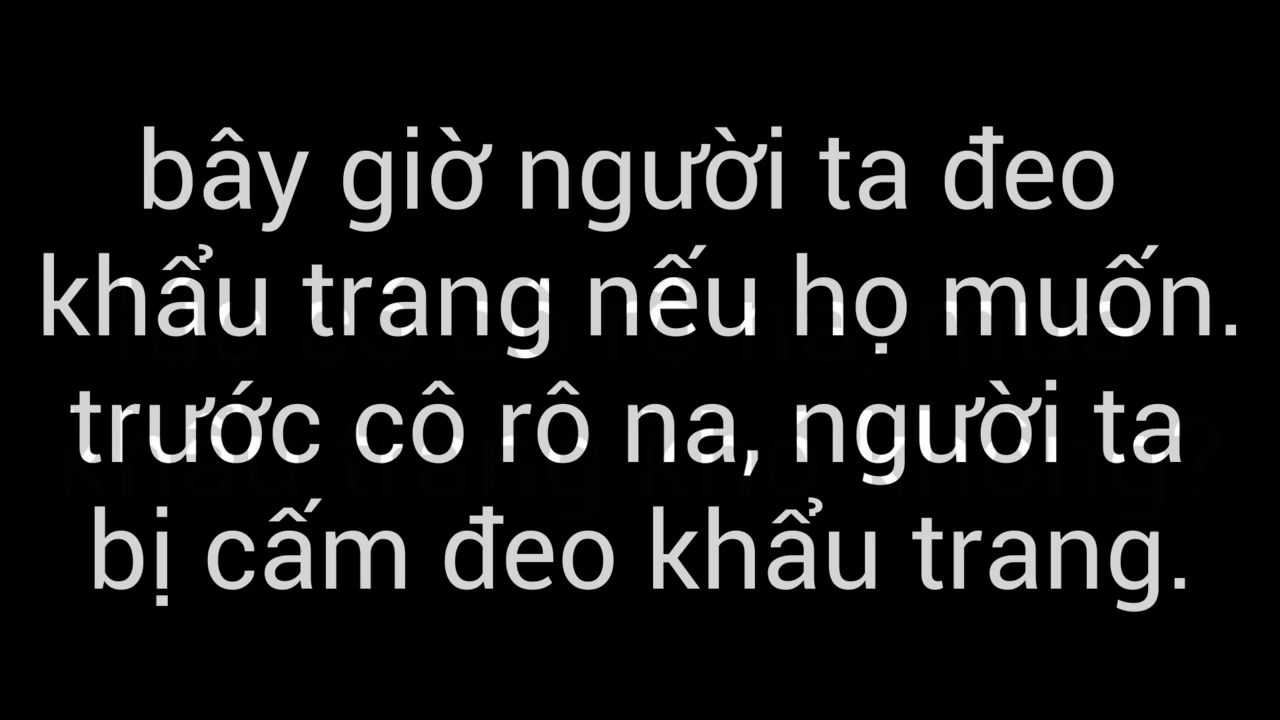 bây giờ người ta đeo
khẩu trang nếu họ muốn.
trước cô rô na, người ta
bị cấm đeo khẩu trang.